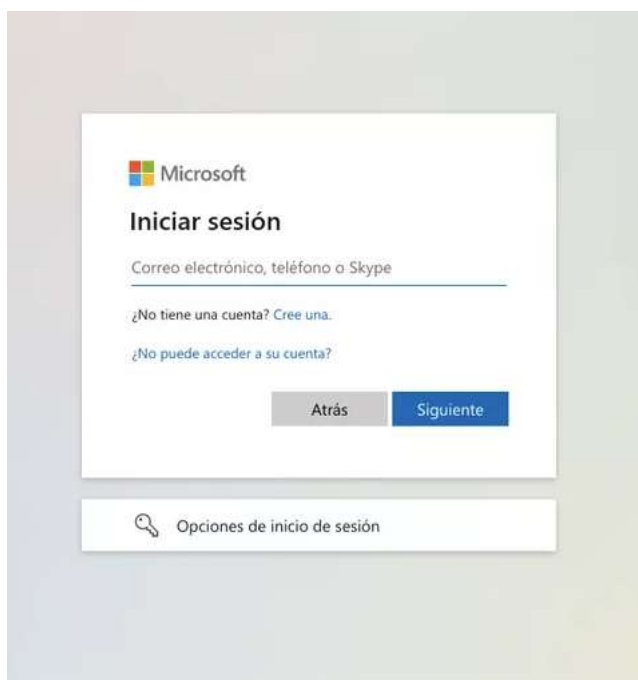 Microsoft
Iniciar sesión
Correo electrónico, teléfono o Skype
¿No tiene una cuenta? Cree una.
¿No puede acceder a su cuenta?
Atrás Siguiente
Opciones de inicio de sesión